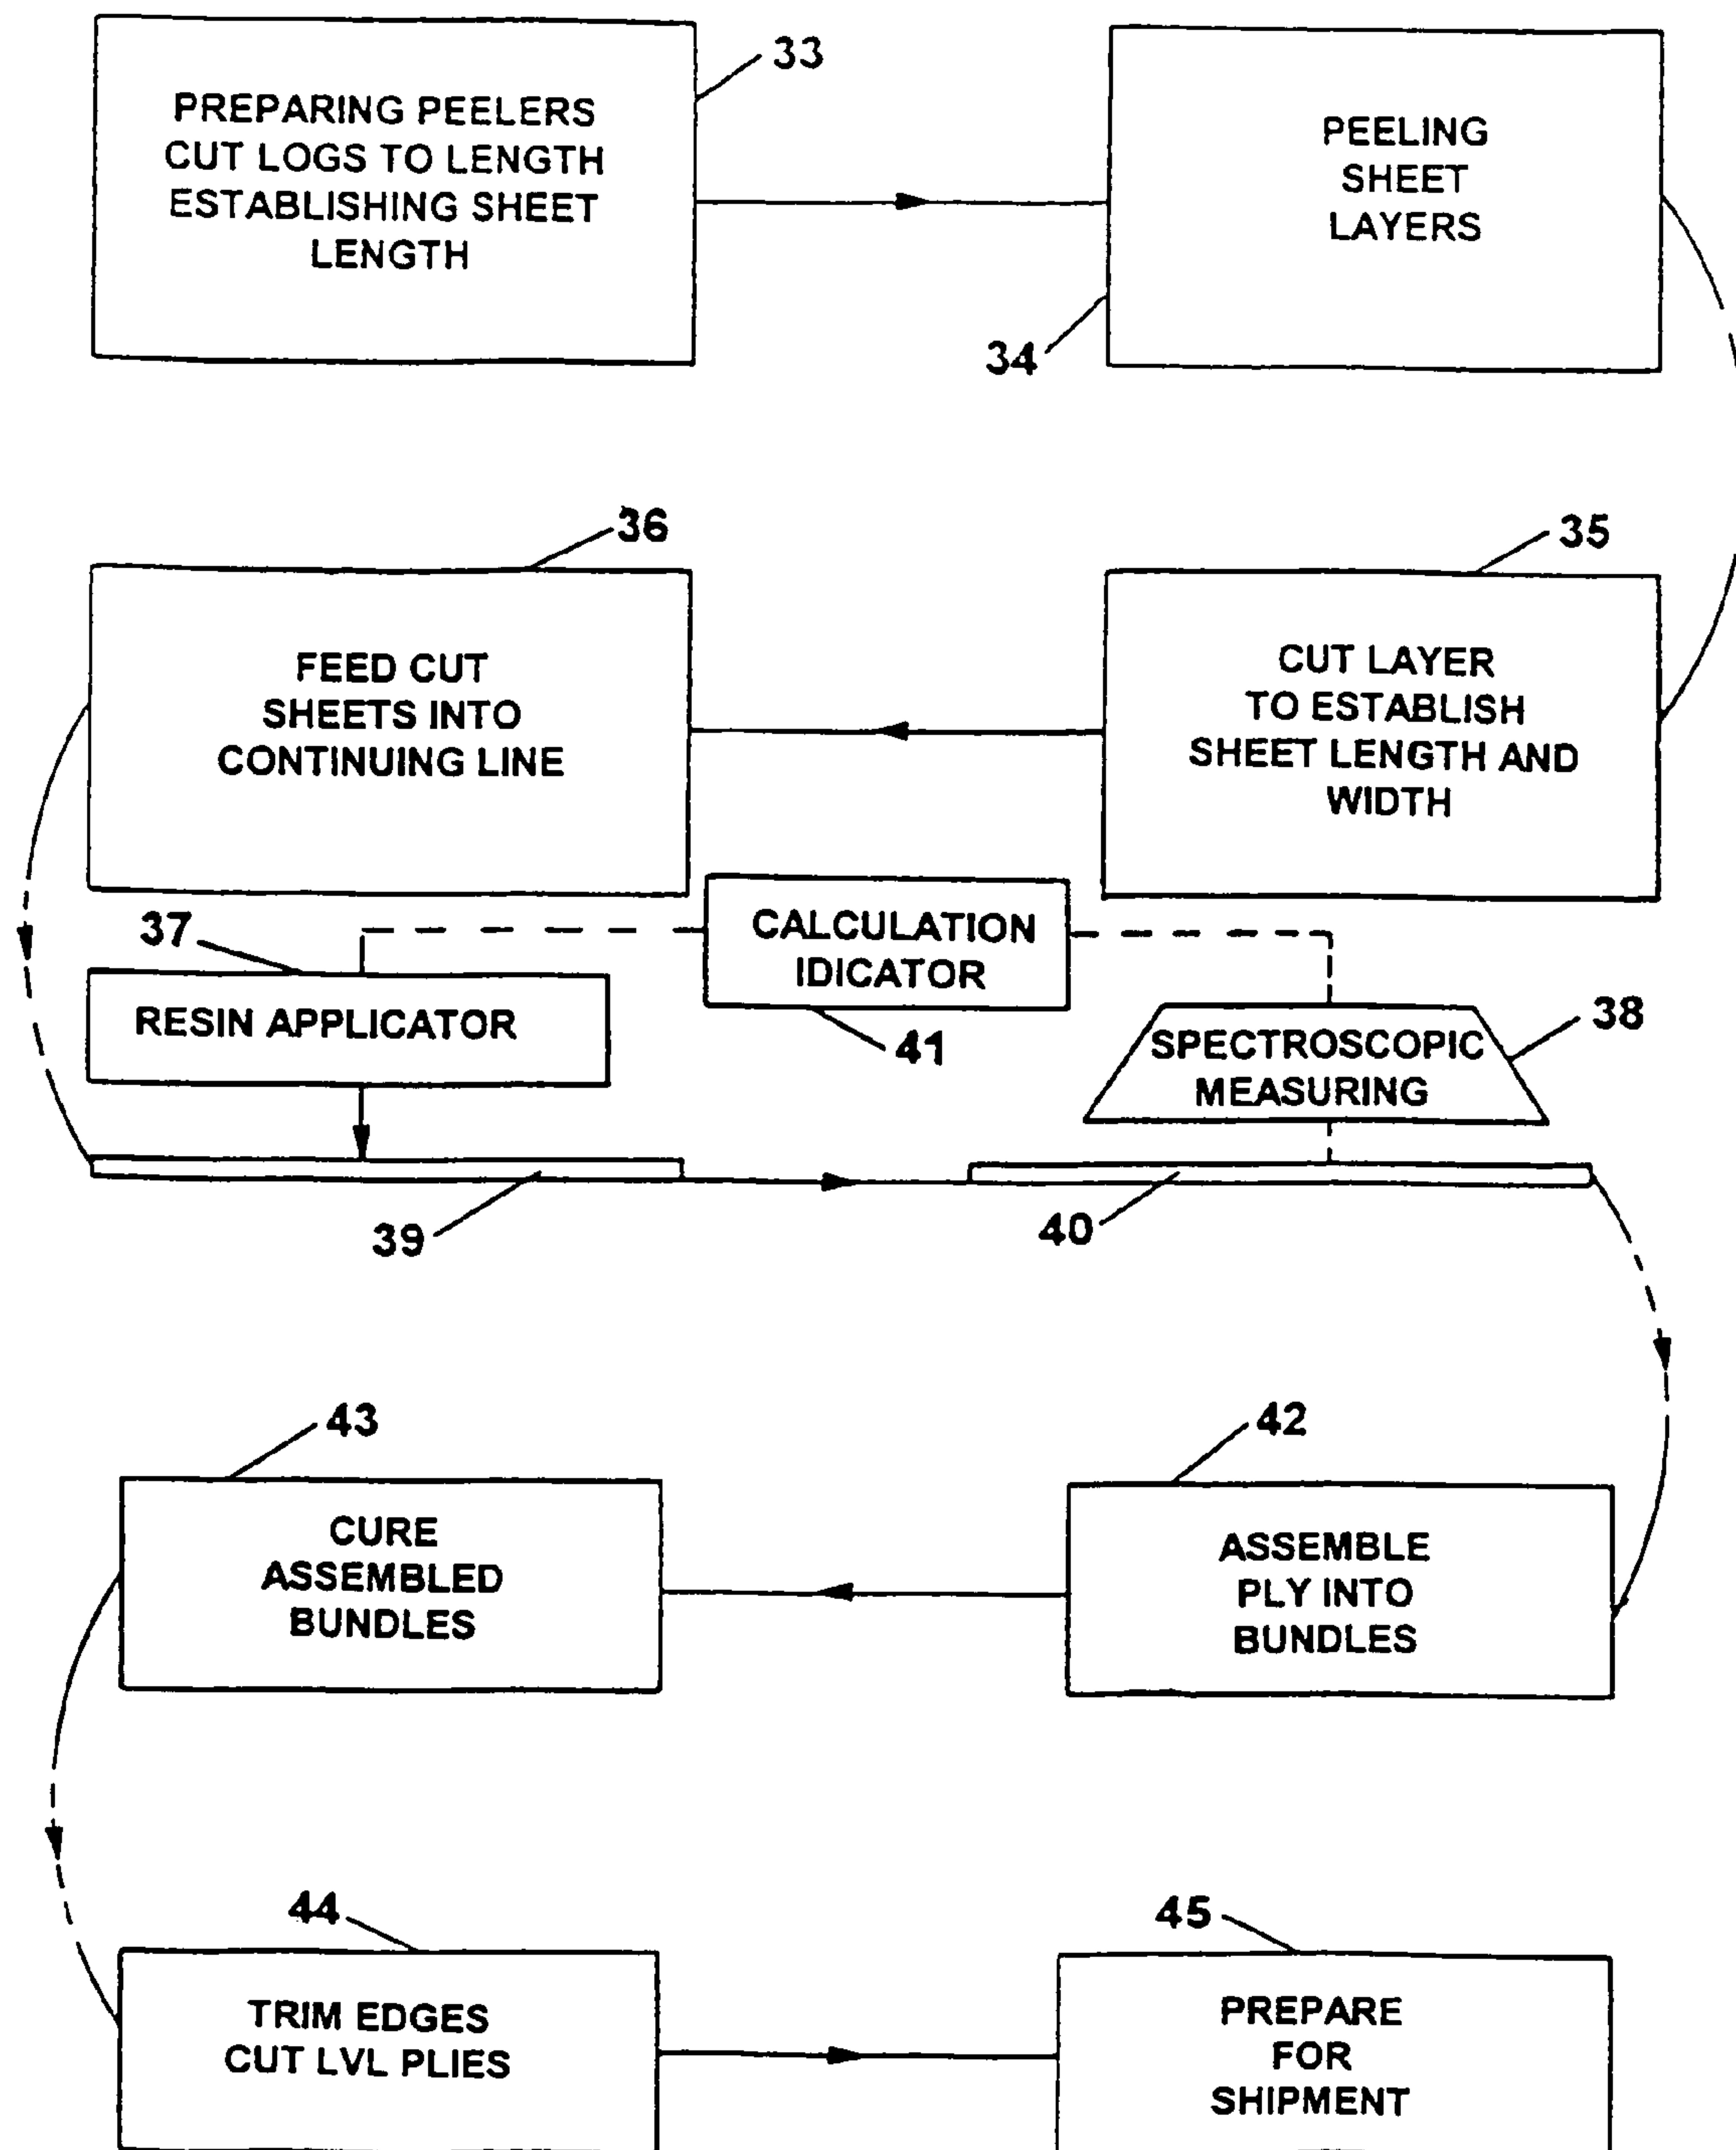 33
PREPARING PEELERS
CUT LOGS TO LENGTH
ESTABLISHING SHEET
LENGTH
PEELING
SHEET
LAYERS
34
36
35
FEED CUT
SHEETS INTO
CONTINUING LINE
CUT LAYER
TO ESTABLISH
SHEET LENGTH AND
WIDTH
37
CALCULATION
IDICATOR
41
RESIN APPLICATOR
38
SPECTROSCOPIC
MEASURING
39
40
43
42
CURE
ASSEMBLED
BUNDLES
ASSEMBLE
PLY INTO
BUNDLES
44
45
TRIM EDGES
CUT LVL PLIES
PREPARE
FOR
SHIPMENT